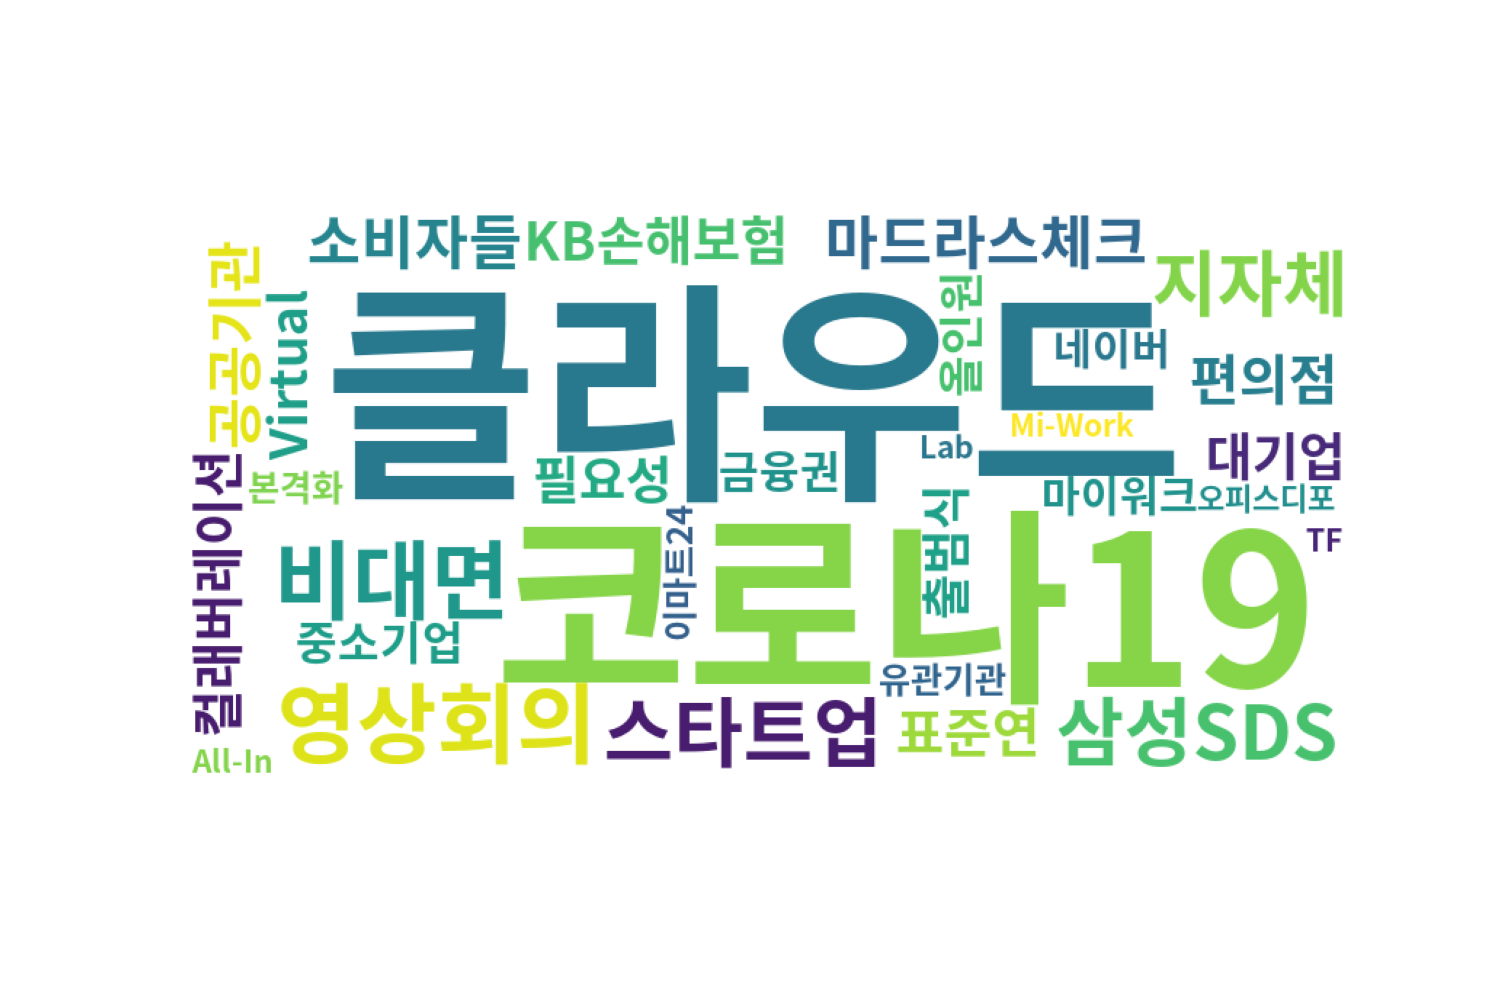 소비자들
KB손해보험
마드라스체크
지자체
공공기관
Virtual
클라우드
올인원
네이버
편의점
Mi-Work
Lab
대기업
컬래버레이션
본격화
필요성
금융권
마이워크
오피스디포
비대면
코로나19
이마트24
출범식
TF
중소기업
유관기관
영상회의
스타트업
표준연
삼성SDS
All-In